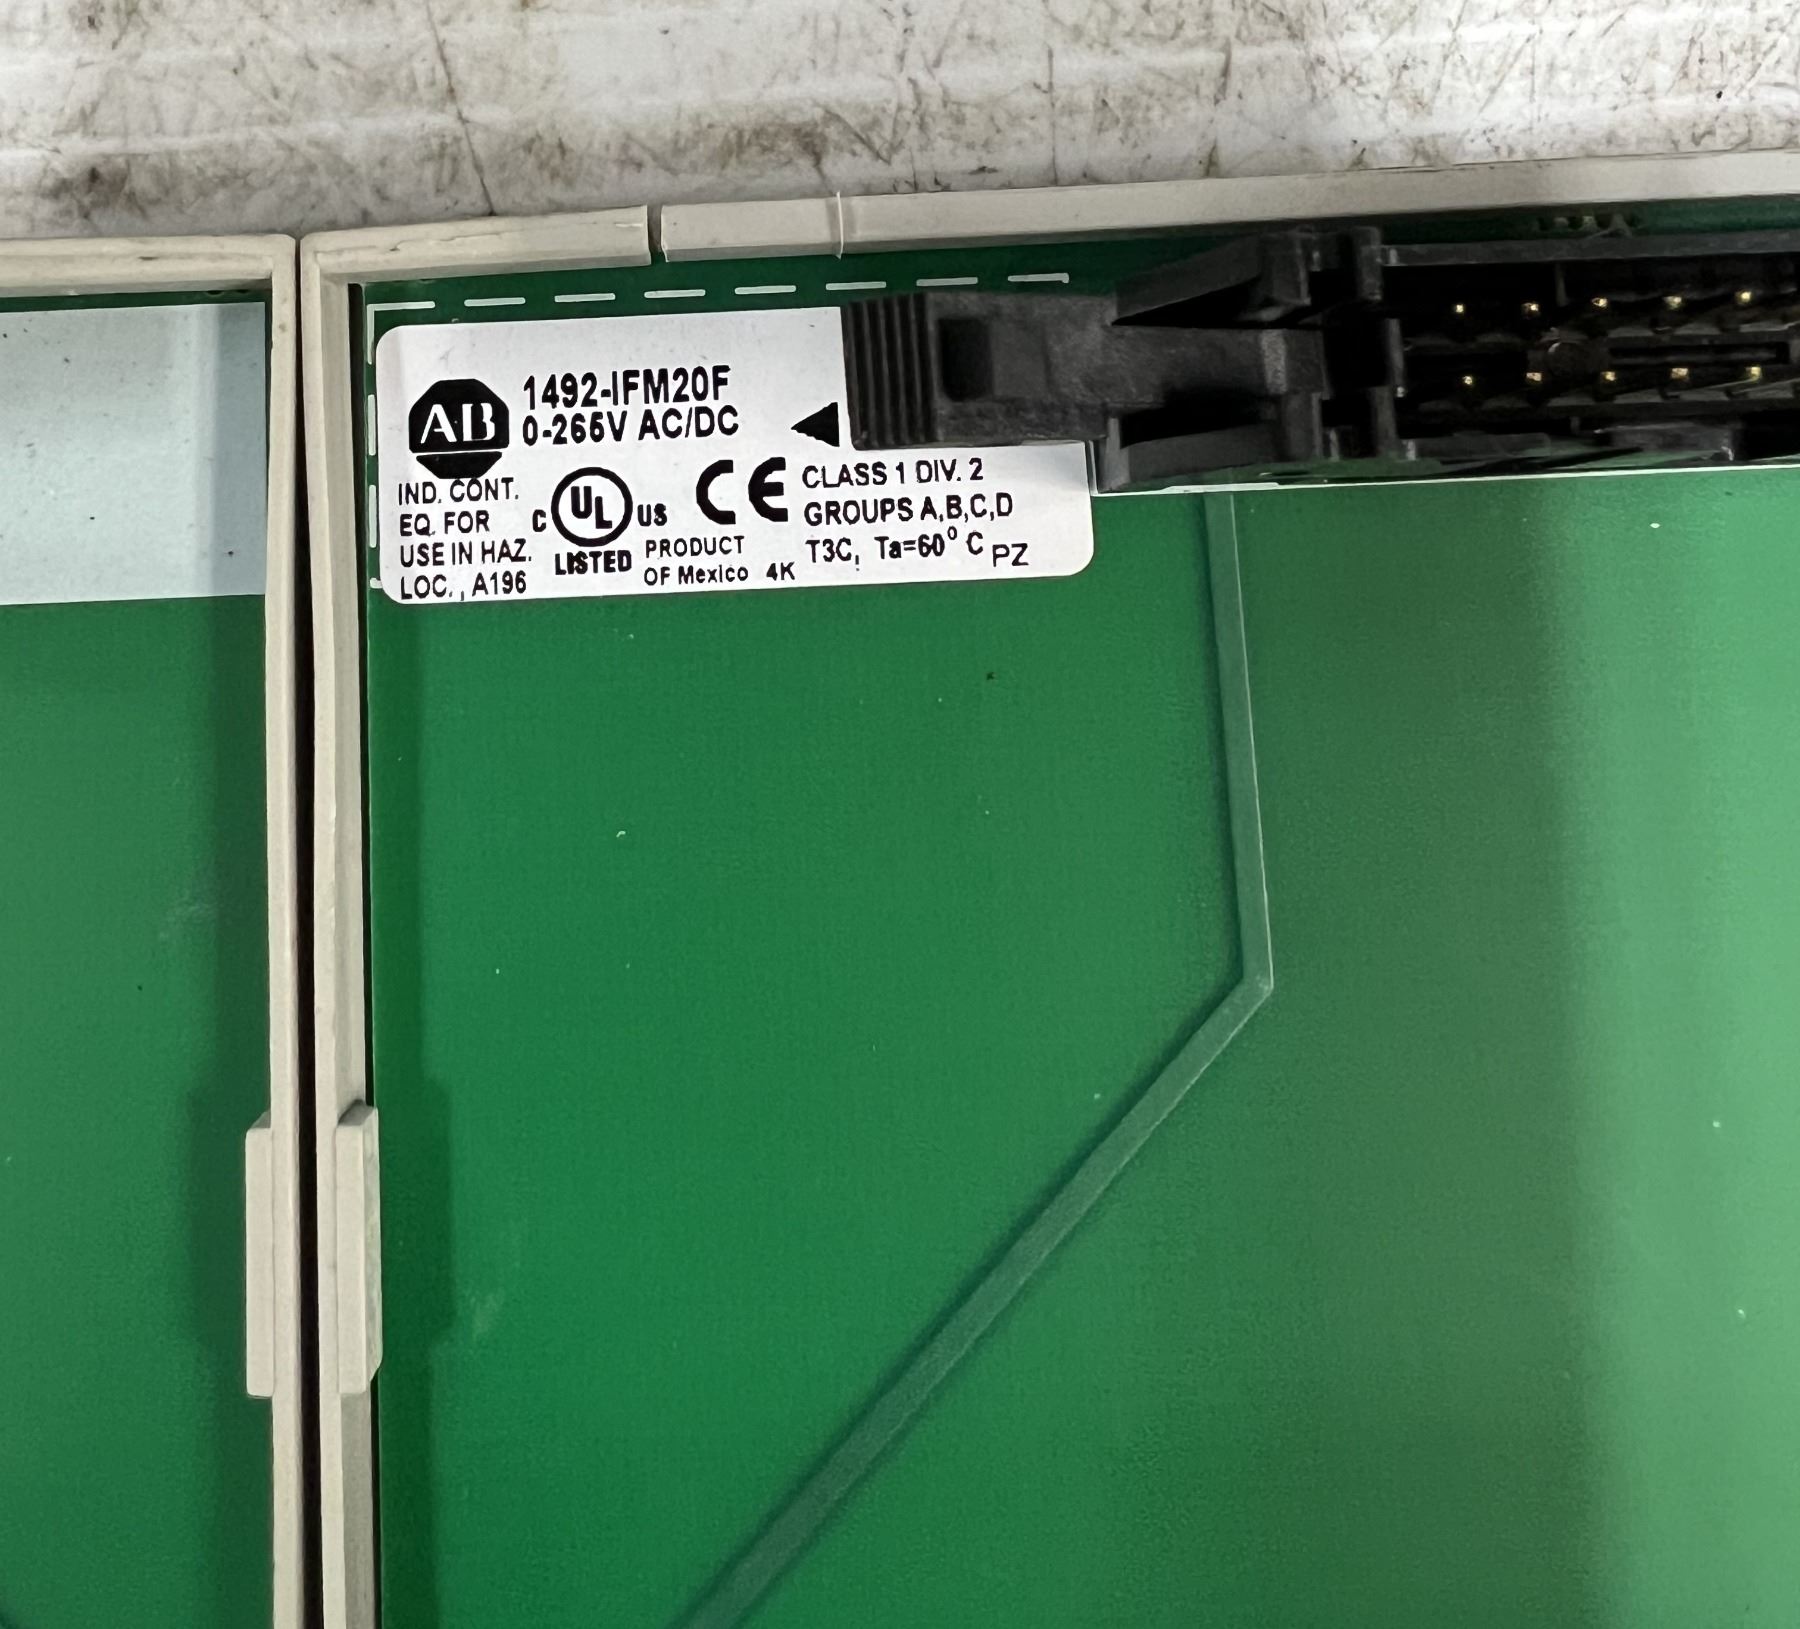 AB
1492-IFM20F
0-265V AC/DC
IND. CONT.
EQ. FOR
USE IN HAZ.
LOC., A196
C UL US
LISTED
PRODUCT
OF Mexico 4K
CE
CLASS 1 DIV. 2
GROUPS A,B,C,D
T3C, Ta=60° C PZ